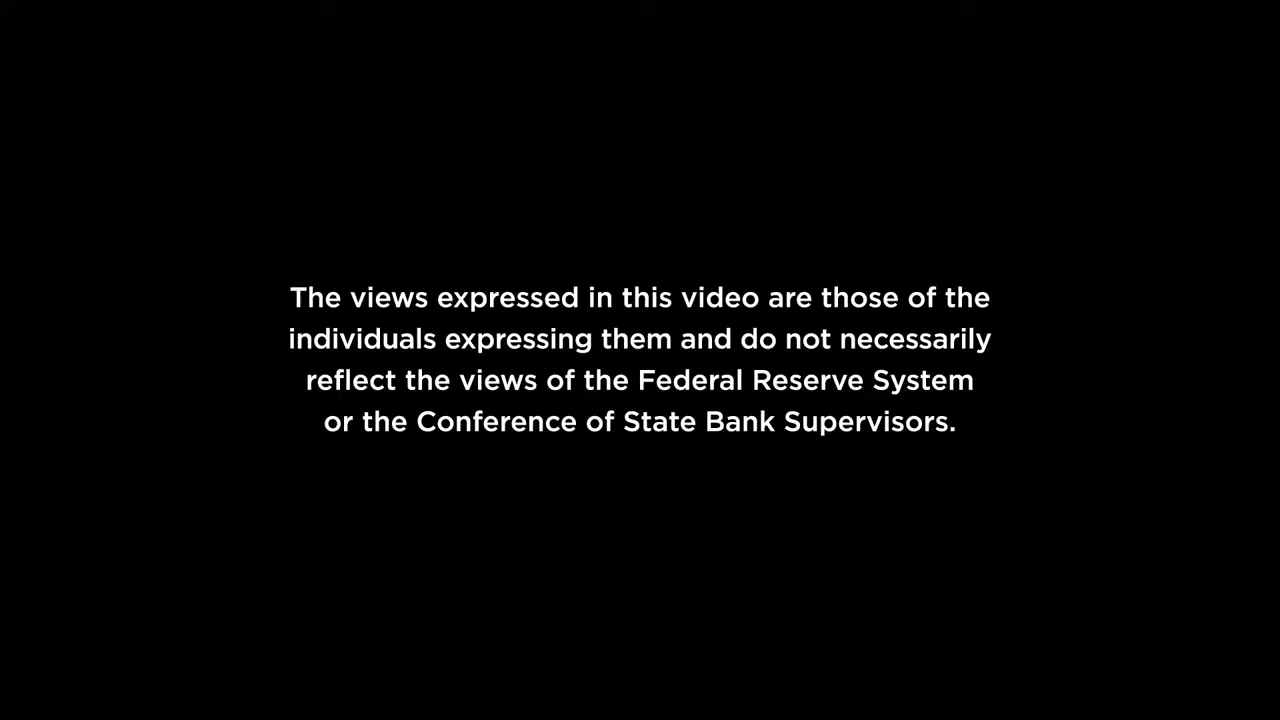 The views expressed in this video are those of the
individuals expressing them and do not necessarily
reflect the views of the Federal Reserve System
or the Conference of State Bank Supervisors.